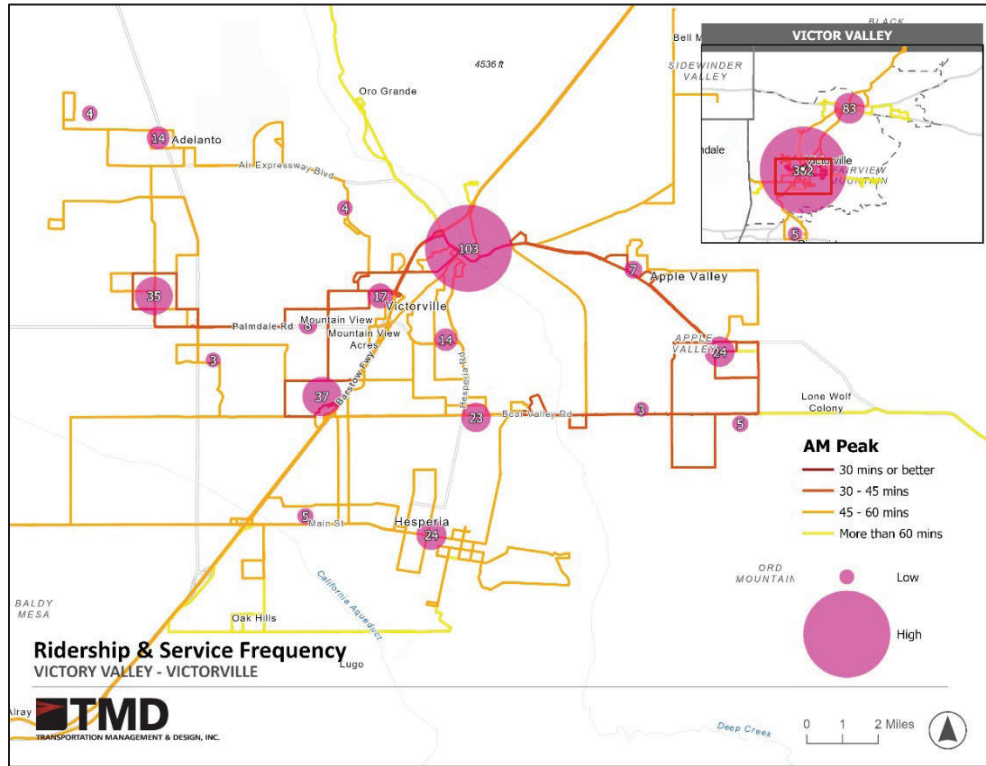 BLACK
VICTOR VALLEY
Bell M
SIDEWINDER
VALLEY
4536 ft
Oro Grande
83
ndale
Victorville
FAIRVIEW
MOUNTAIN
5
4
14
Adelanto
Air Expressway Blvd
4
103
7
Apple Valley
35
17
Victorville
Palmdale Rd
Mountain View
Mountain View
Acres
14
APPLE
VALLEY
24
3
Barstow Fwy
Hesperia Rd
37
23
Bear Valley Rd
3
5
Lone Wolf
Colony
AM Peak
30 mins or better
30 - 45 mins
45 - 60 mins
More than 60 mins
5
Main St
Hesperia
24
ORD
MOUNTAIN
Low
High
California Aqueduct
BALDY
MESA
Oak Hills
Ridership & Service Frequency
VICTORY VALLEY - VICTORVILLE
Lugo
Alray
TMD
TRANSPORTATION MANAGEMENT & DESIGN, INC.
Deep Creek
0 1 2 Miles